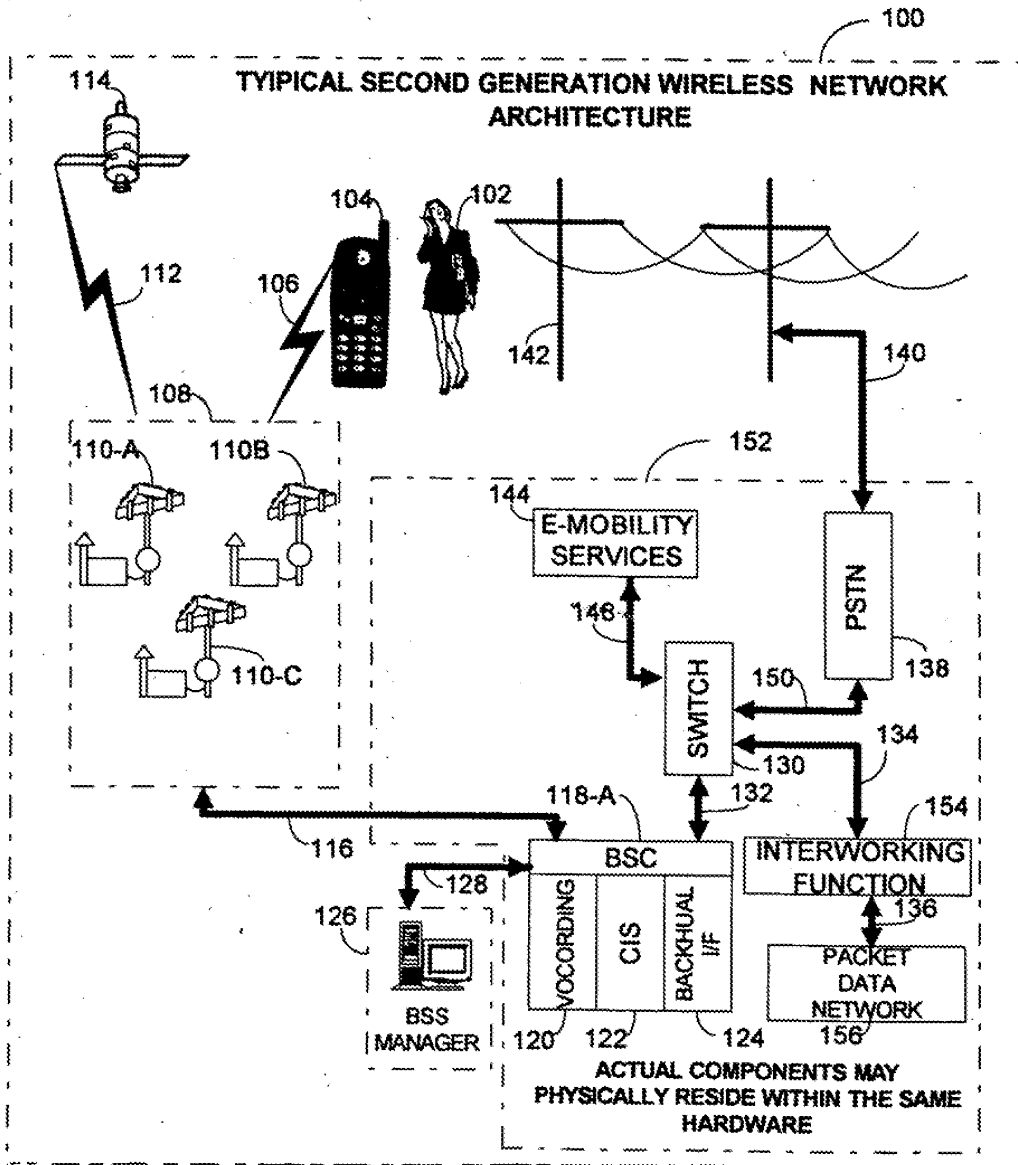 100
TYIPICAL SECOND GENERATION WIRELESS NETWORK
ARCHITECTURE
114
104
102
112
106
142
140
108
110-A
110B
152
144
E-MOBILITY
SERVICES
PSTN
146
110-C
138
SWITCH
150
134
130
118-A
132
154
116
BSC
INTERWORKING
FUNCTION
128
136
126
VOCORDING
CIS
BACKHUAL
I/F
PACKET
DATA
NETWORK
BSS
MANAGER
120
122
124
156
ACTUAL COMPONENTS MAY
PHYSICALLY RESIDE WITHIN THE SAME
HARDWARE